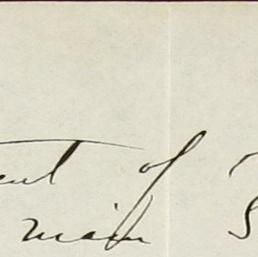 ent of
main